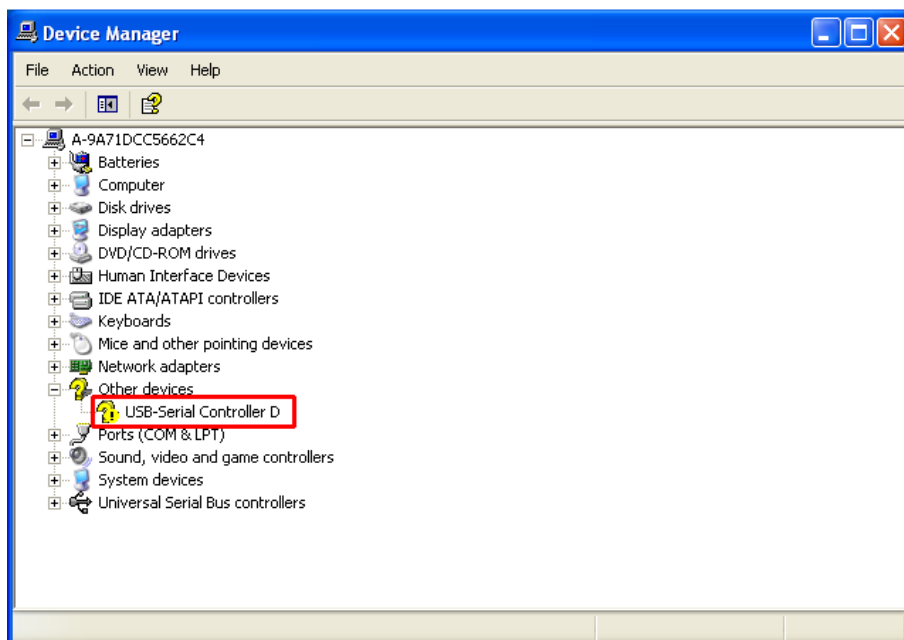 Device Manager
File Action View Help
A-9A71DCC5662C4
Batteries
Computer
Disk drives
Display adapters
DVD/CD-ROM drives
Human Interface Devices
IDE ATA/ATAPI controllers
Keyboards
Mice and other pointing devices
Network adapters
Other devices
USB-Serial Controller D
Ports (COM & LPT)
Sound, video and game controllers
System devices
Universal Serial Bus controllers